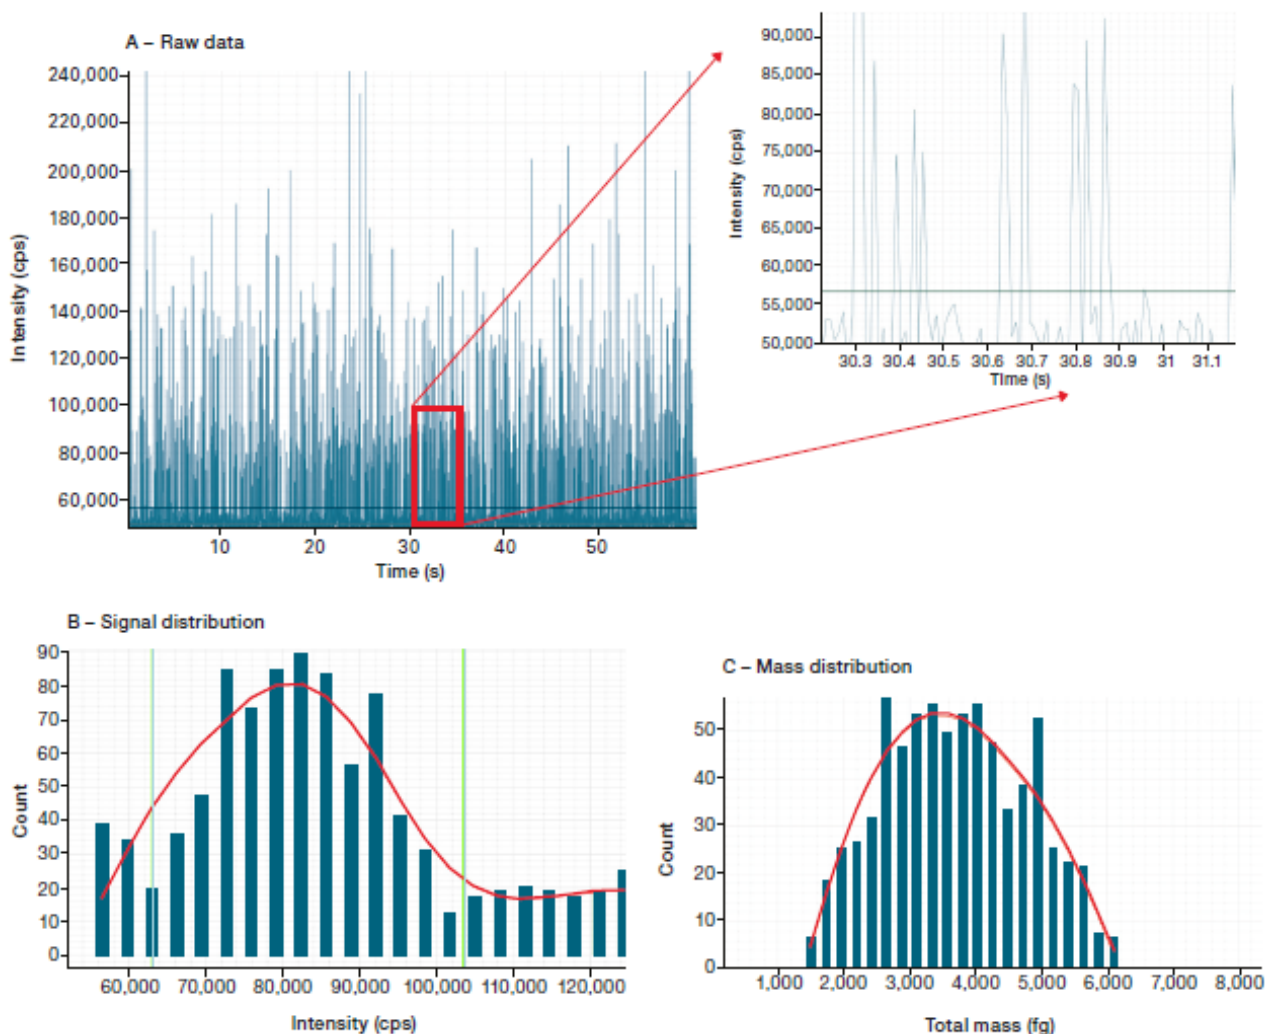 A – Raw data
Intensity (cps)
240,000
220,000
200,000
180,000
160,000
140,000
120,000
100,000
80,000
60,000
10 20 30 40 50
Time (s)
Intensity (cps)
90,000
85,000
80,000
75,000
70,000
65,000
60,000
55,000
50,000
30.3 30.4 30.5 30.6 30.7 30.8 30.9 31 31.1
Time (s)
B – Signal distribution
Count
90
80
70
60
50
40
30
20
10
0
60,000 70,000 80,000 90,000 100,000 110,000 120,000
Intensity (cps)
C – Mass distribution
Count
50
40
30
20
10
0
1,000 2,000 3,000 4,000 5,000 6,000 7,000 8,000
Total mass (fg)